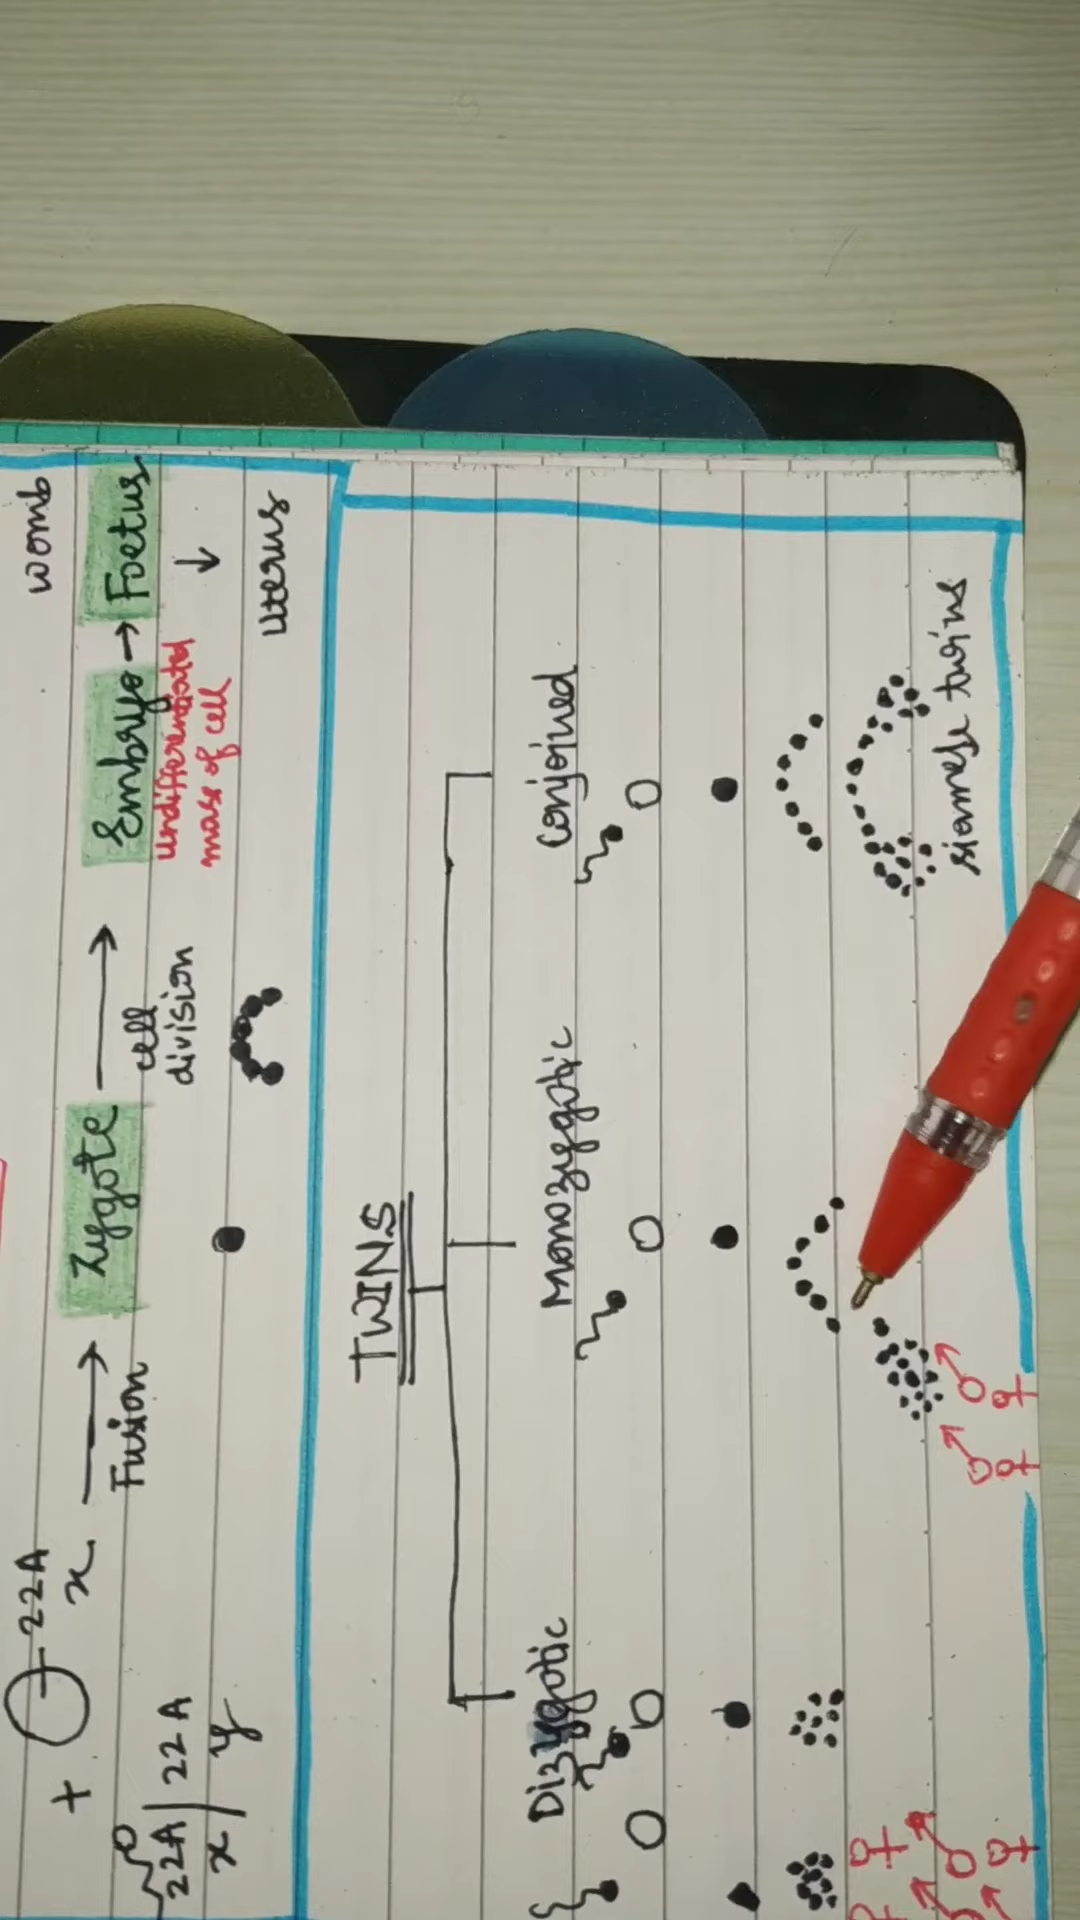 + 22A x Fusion → Zygote → cell division Embryo → Foetus
womb
22A | 22A
x | y
undifferentiated
mass of cell
↓
Uterus
TWINS
Dizygotic Monozygotic Conjoined
siamese twins